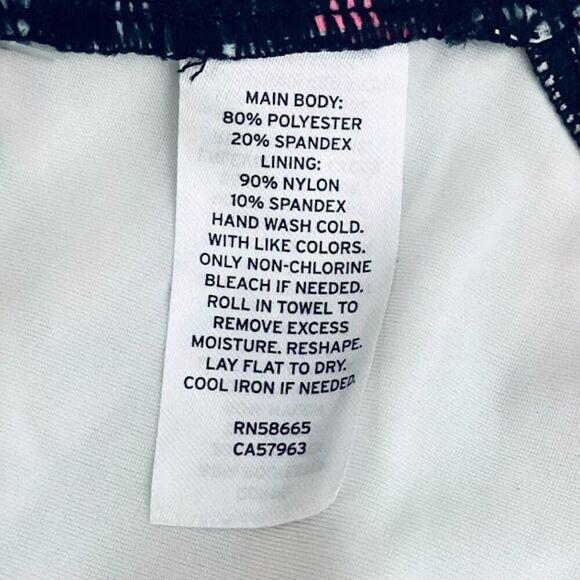 MAIN BODY:
80% POLYESTER
20% SPANDEX
LINING:
90% NYLON
10% SPANDEX
HAND WASH COLD.
WITH LIKE COLORS.
ONLY NON-CHLORINE
BLEACH IF NEEDED.
ROLL IN TOWEL TO
REMOVE EXCESS
MOISTURE. RESHAPE.
LAY FLAT TO DRY.
COOL IRON IF NEEDED.
RN58665
CA57963